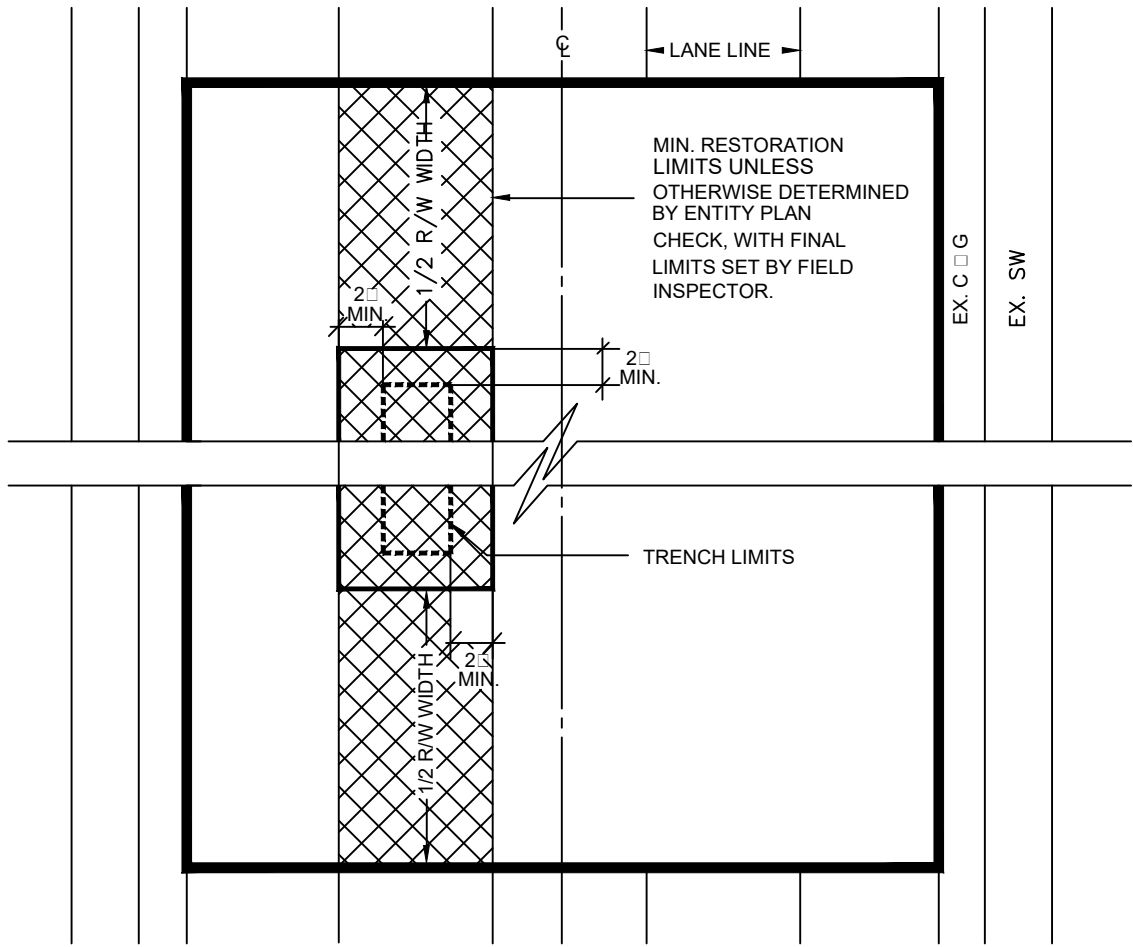 ℄
LANE LINE
1/2 R/W WIDTH
MIN. RESTORATION
LIMITS UNLESS
OTHERWISE DETERMINED
BY ENTITY PLAN
CHECK, WITH FINAL
LIMITS SET BY FIELD
INSPECTOR.
EX. C □ G
EX. SW
2□
MIN.
2□
MIN.
TRENCH LIMITS
1/2 R/W WIDTH
2□
MIN.